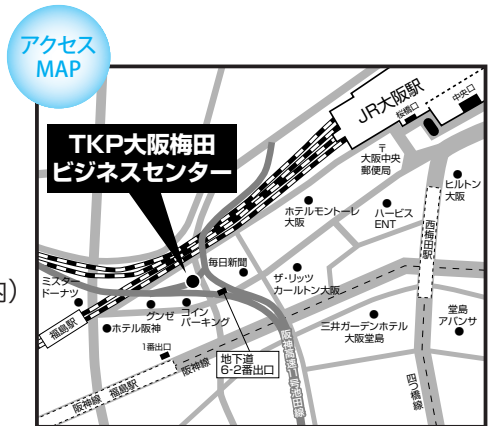 アクセス
MAP
TKP大阪梅田
ビジネスセンター
JR大阪駅
桜橋口
中央口
〒
大阪中央
郵便局
ヒルトン
大阪
ホテルモントーレ
大阪
ハービス
ENT
西梅田駅
毎日新聞
ザ・リッツ
カールトン大阪
ミスター
ドーナツ
福島駅
グンゼ
コイン
パーキング
ホテル阪神
1番出口
地下道
6・2番出口
阪神高速11号池田線
三井ガーデンホテル
大阪堂島
堂島
アバンサ
阪神線
福島駅
阪神線
四つ橋線
内）